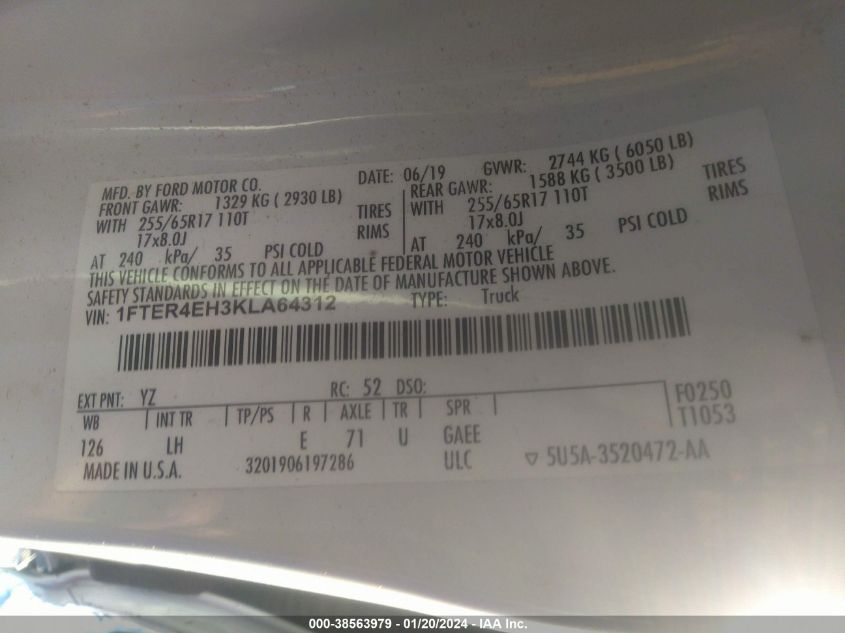 MFD. BY FORD MOTOR CO. DATE: 06/19 GVWR: 2744 KG ( 6050 LB)
FRONT GAWR: 1329 KG ( 2930 LB) REAR GAWR: 1588 KG ( 3500 LB)
WITH 255/65R17 110T TIRES WITH 255/65R17 110T TIRES
17x8.0J RIMS 17x8.0J RIMS
AT 240 kPa/ 35 PSI COLD AT 240 kPa/ 35 PSI COLD
THIS VEHICLE CONFORMS TO ALL APPLICABLE FEDERAL MOTOR VEHICLE
SAFETY STANDARDS IN EFFECT ON THE DATE OF MANUFACTURE SHOWN ABOVE.
VIN: 1FTER4EH3KLA64312 TYPE: Truck
EXT PNT: YZ RC: 52 DSO: F0250
WB INT TR TP/PS R AXLE TR SPR T1053
126 LH E 71 U GAEE
MADE IN U.S.A. 3201906197286 ULC ▽ 5U5A-3520472-AA
000-38563979 - 01/20/2024 - IAA Inc.